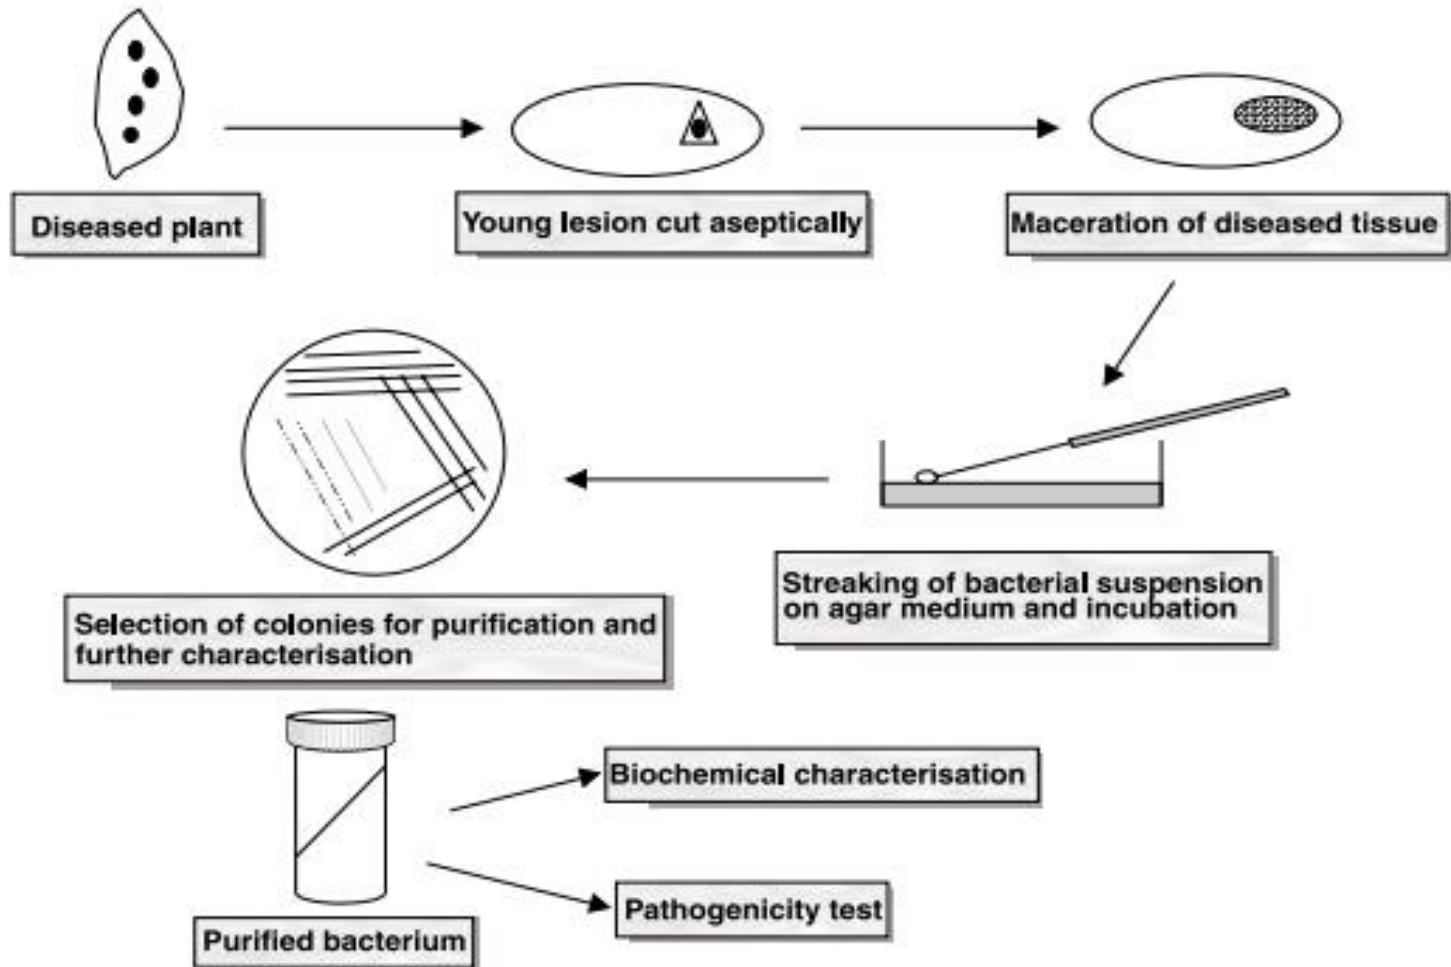 Diseased plant
Young lesion cut aseptically
Maceration of diseased tissue
Streaking of bacterial suspension
on agar medium and incubation
Selection of colonies for purification and
further characterisation
Purified bacterium
Biochemical characterisation
Pathogenicity test